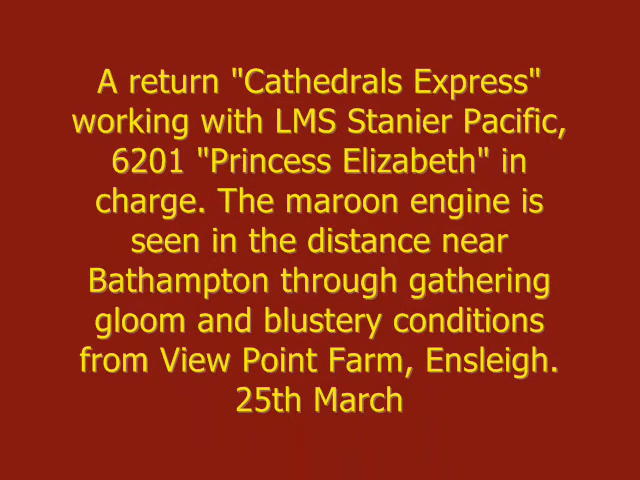 A return "Cathedrals Express"
working with LMS Stanier Pacific,
6201 "Princess Elizabeth" in
charge. The maroon engine is
seen in the distance near
Bathampton through gathering
gloom and blustery conditions
from View Point Farm, Ensleigh.
25th March